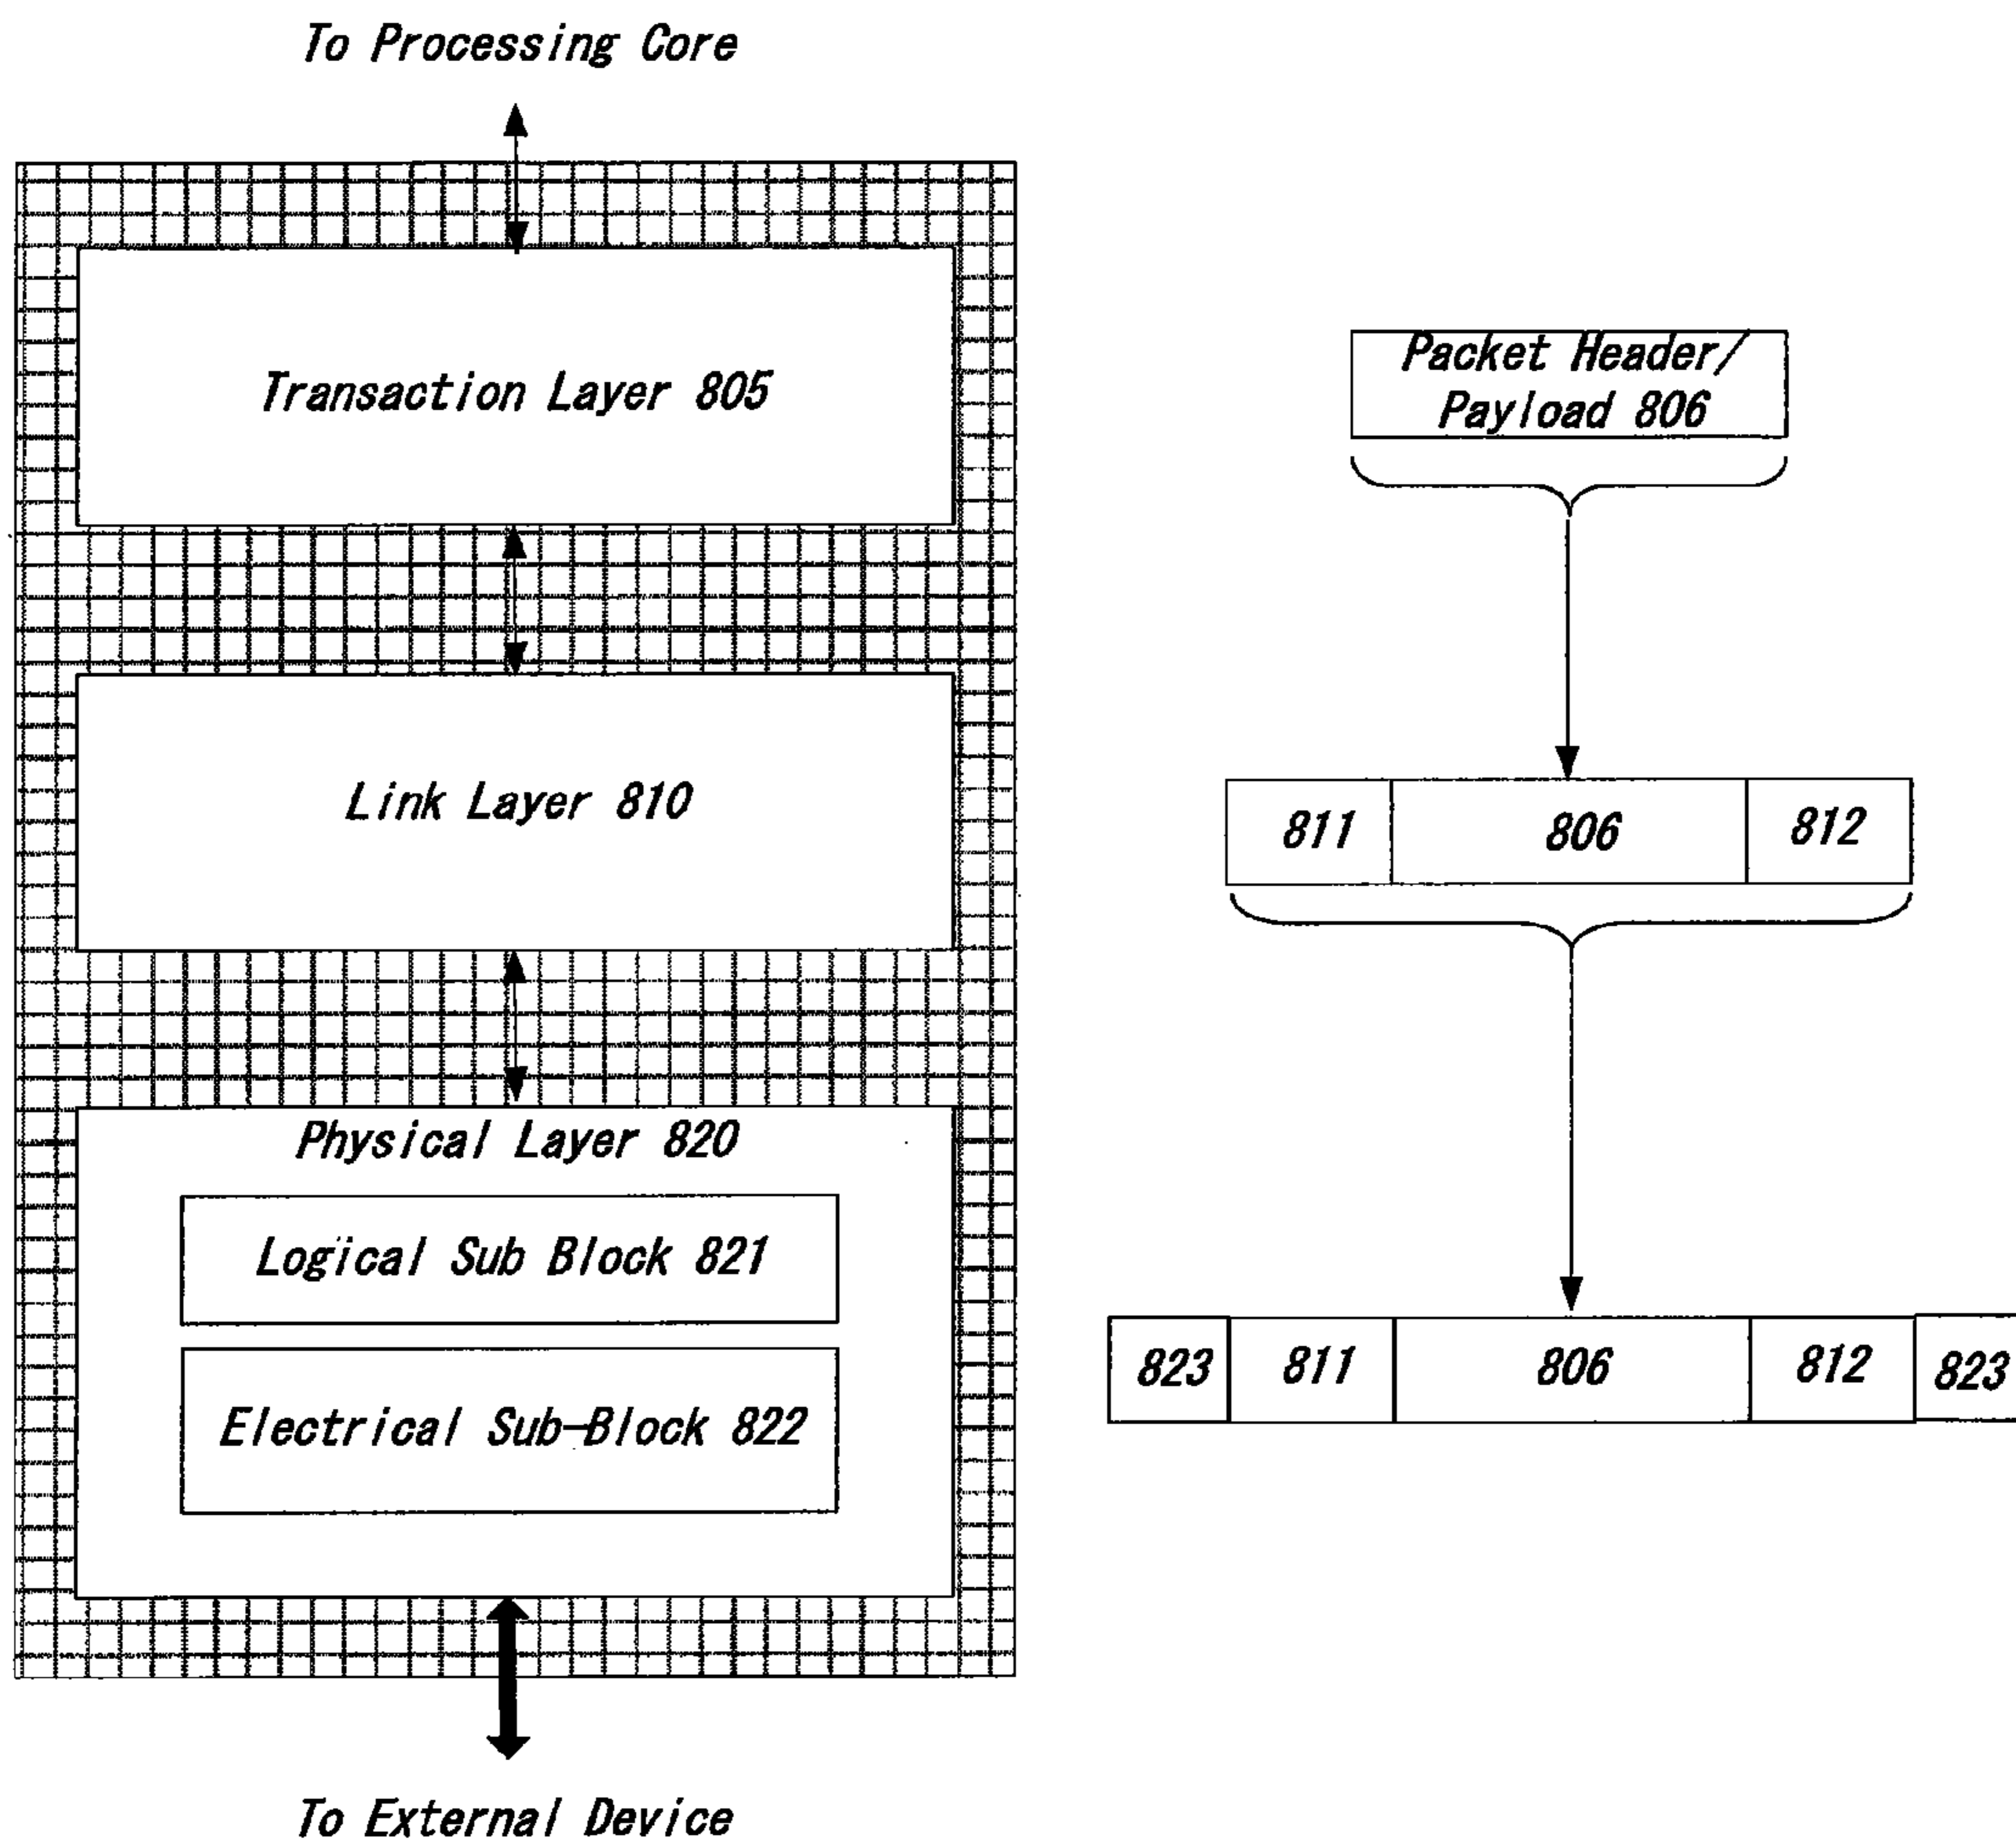 To Processing Core
Transaction Layer 805
Packet Header/
Payload 806
Link Layer 810
811 806 812
Physical Layer 820
Logical Sub Block 821
Electrical Sub-Block 822
823 811 806 812 823
To External Device